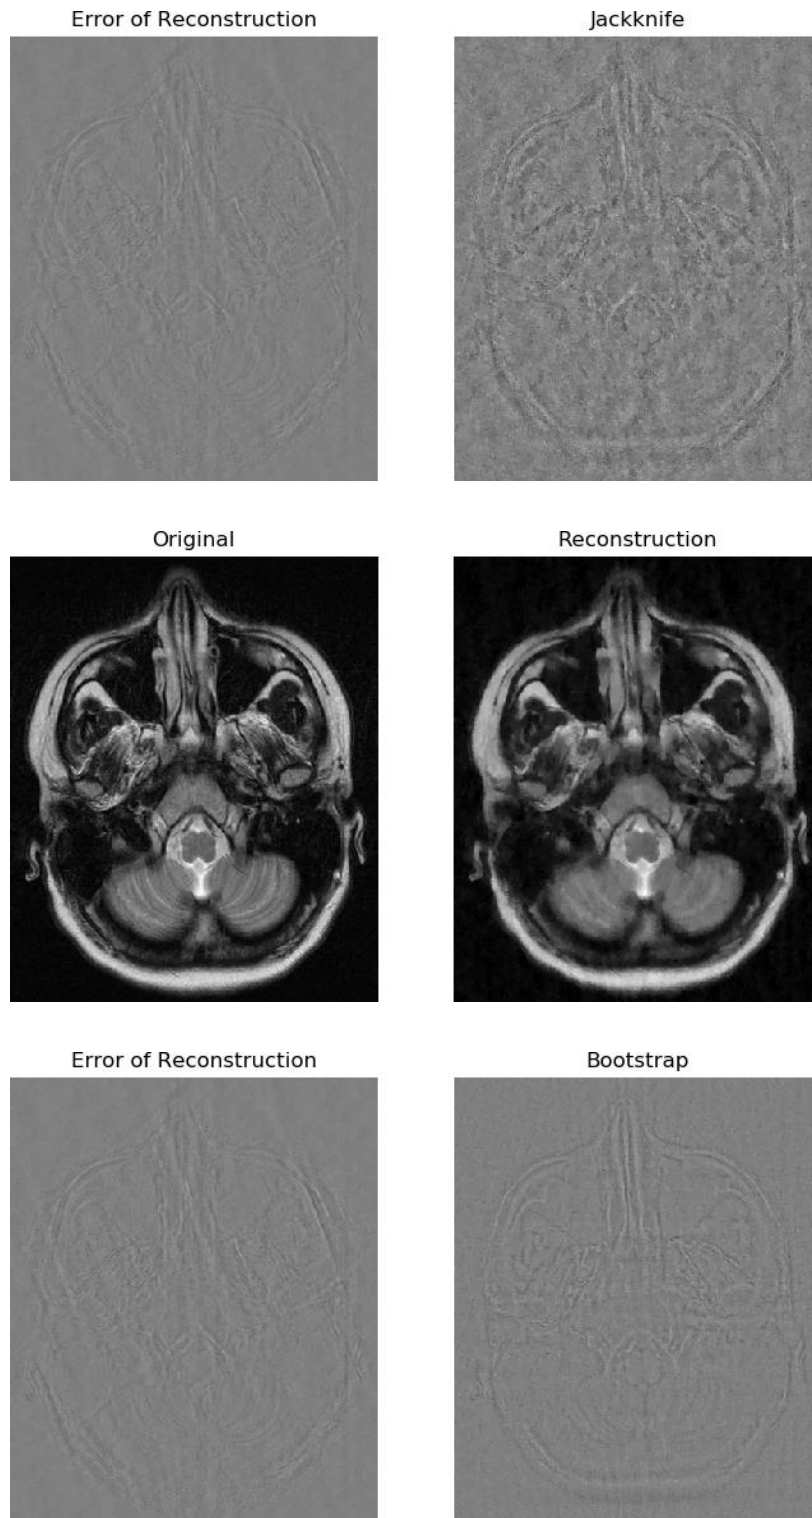 Error of Reconstruction
Jackknife
Original
Reconstruction
Error of Reconstruction
Bootstrap